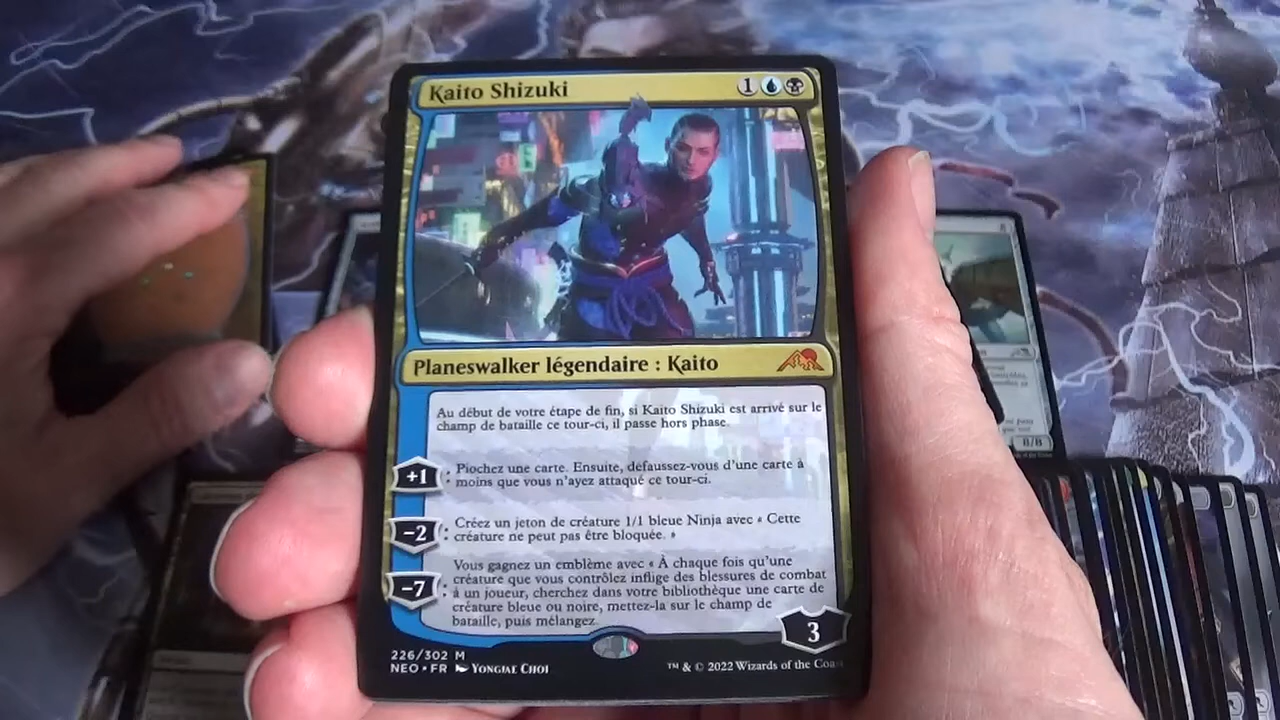 Kaito Shizuki 1
Planeswalker légendaire : Kaito
Au début de votre étape de fin, si Kaito Shizuki est arrivé sur le
champ de bataille ce tour-ci, il passe hors phase.
+1 : Piochez une carte. Ensuite, défaussez-vous d'une carte à
moins que vous n'ayez attaqué ce tour-ci.
−2 : Créez un jeton de créature 1/1 bleue Ninja avec « Cette
créature ne peut pas être bloquée. »
Vous gagnez un emblème avec « À chaque fois qu'une
créature que vous contrôlez inflige des blessures de combat
−7 : à un joueur, cherchez dans votre bibliothèque une carte de
créature bleue ou noire, mettez-la sur le champ de
bataille, puis mélangez.
3
226/302 M
NEO • FR YONGJAE CHOI
™ & © 2022 Wizards of the Coa
8/8